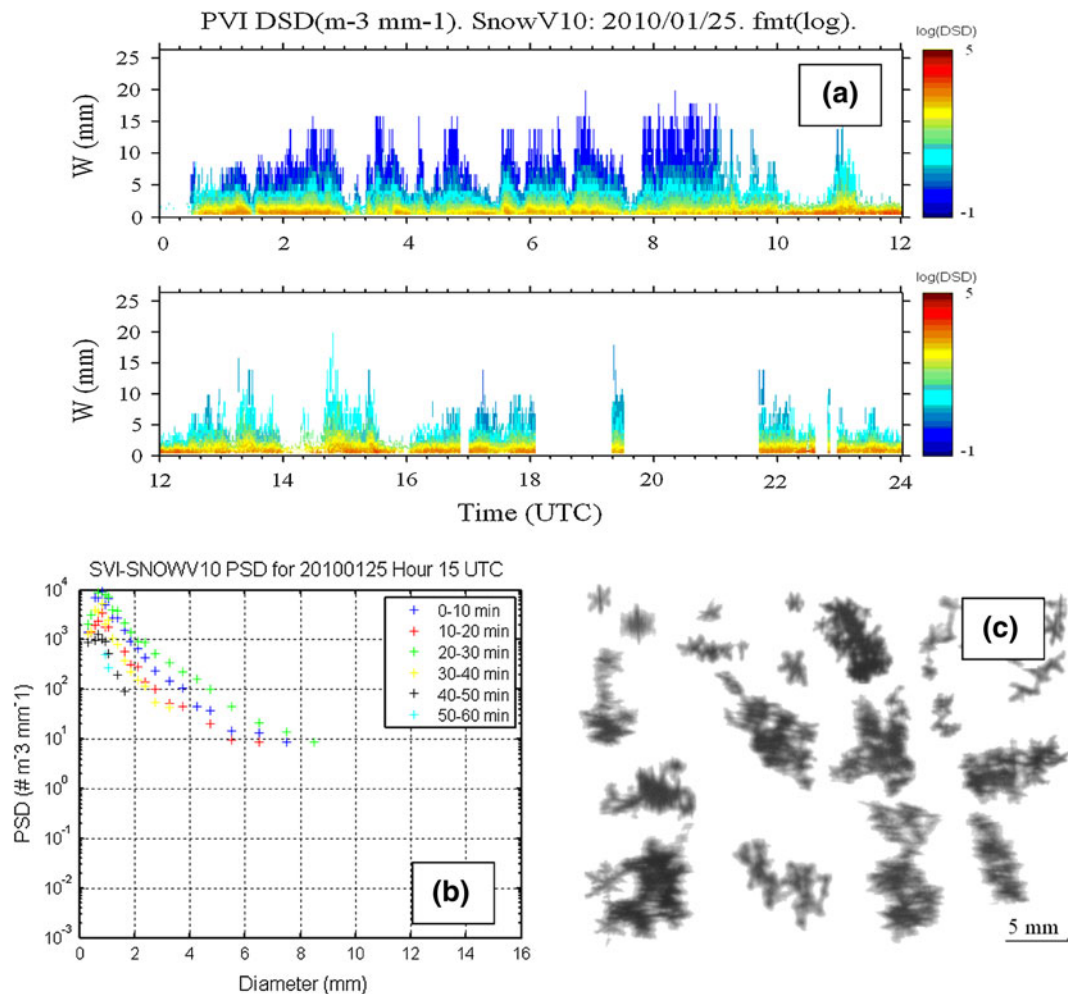 PVI DSD(m-3 mm-1). SnowV10: 2010/01/25. fmt(log).
log(DSD)
(a)
5
-1
W (mm)
25
20
15
10
5
0
0 2 4 6 8 10 12
log(DSD)
5
-1
W (mm)
25
20
15
10
5
0
12 14 16 18 20 22 24
Time (UTC)
SVI-SNOWV10 PSD for 20100125 Hour 15 UTC
PSD (# m-3 mm-1)
10^4
10^3
10^2
10^1
10^0
10^-1
10^-2
10^-3
0-10 min
10-20 min
20-30 min
30-40 min
40-50 min
50-60 min
(b)
0 2 4 6 8 10 12 14 16
Diameter (mm)
(c)
5 mm